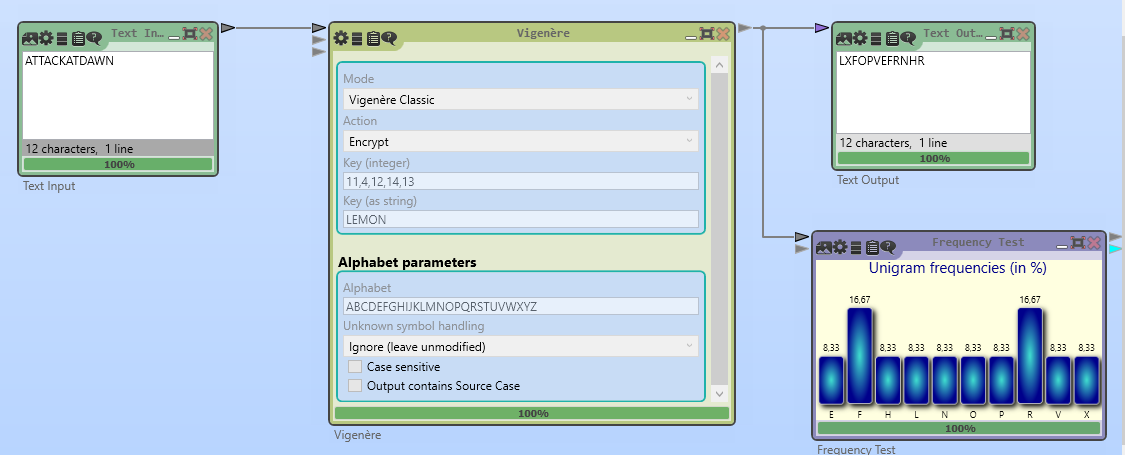 Text In...
ATTACKATDAWN
12 characters, 1 line
100%
Text Input
Vigenère
Mode
Vigenère Classic
Action
Encrypt
Key (integer)
11,4,12,14,13
Key (as string)
LEMON
Alphabet parameters
Alphabet
ABCDEFGHIJKLMNOPQRSTUVWXYZ
Unknown symbol handling
Ignore (leave unmodified)
Case sensitive
Output contains Source Case
100%
Vigenère
Text Out...
LXFOPVEFRNHR
12 characters, 1 line
100%
Text Output
Frequency Test
Unigram frequencies (in %)
16,67 16,67
8,33 8,33 8,33 8,33 8,33 8,33 8,33 8,33
E F H L N O P R V X
100%
Frequency Test